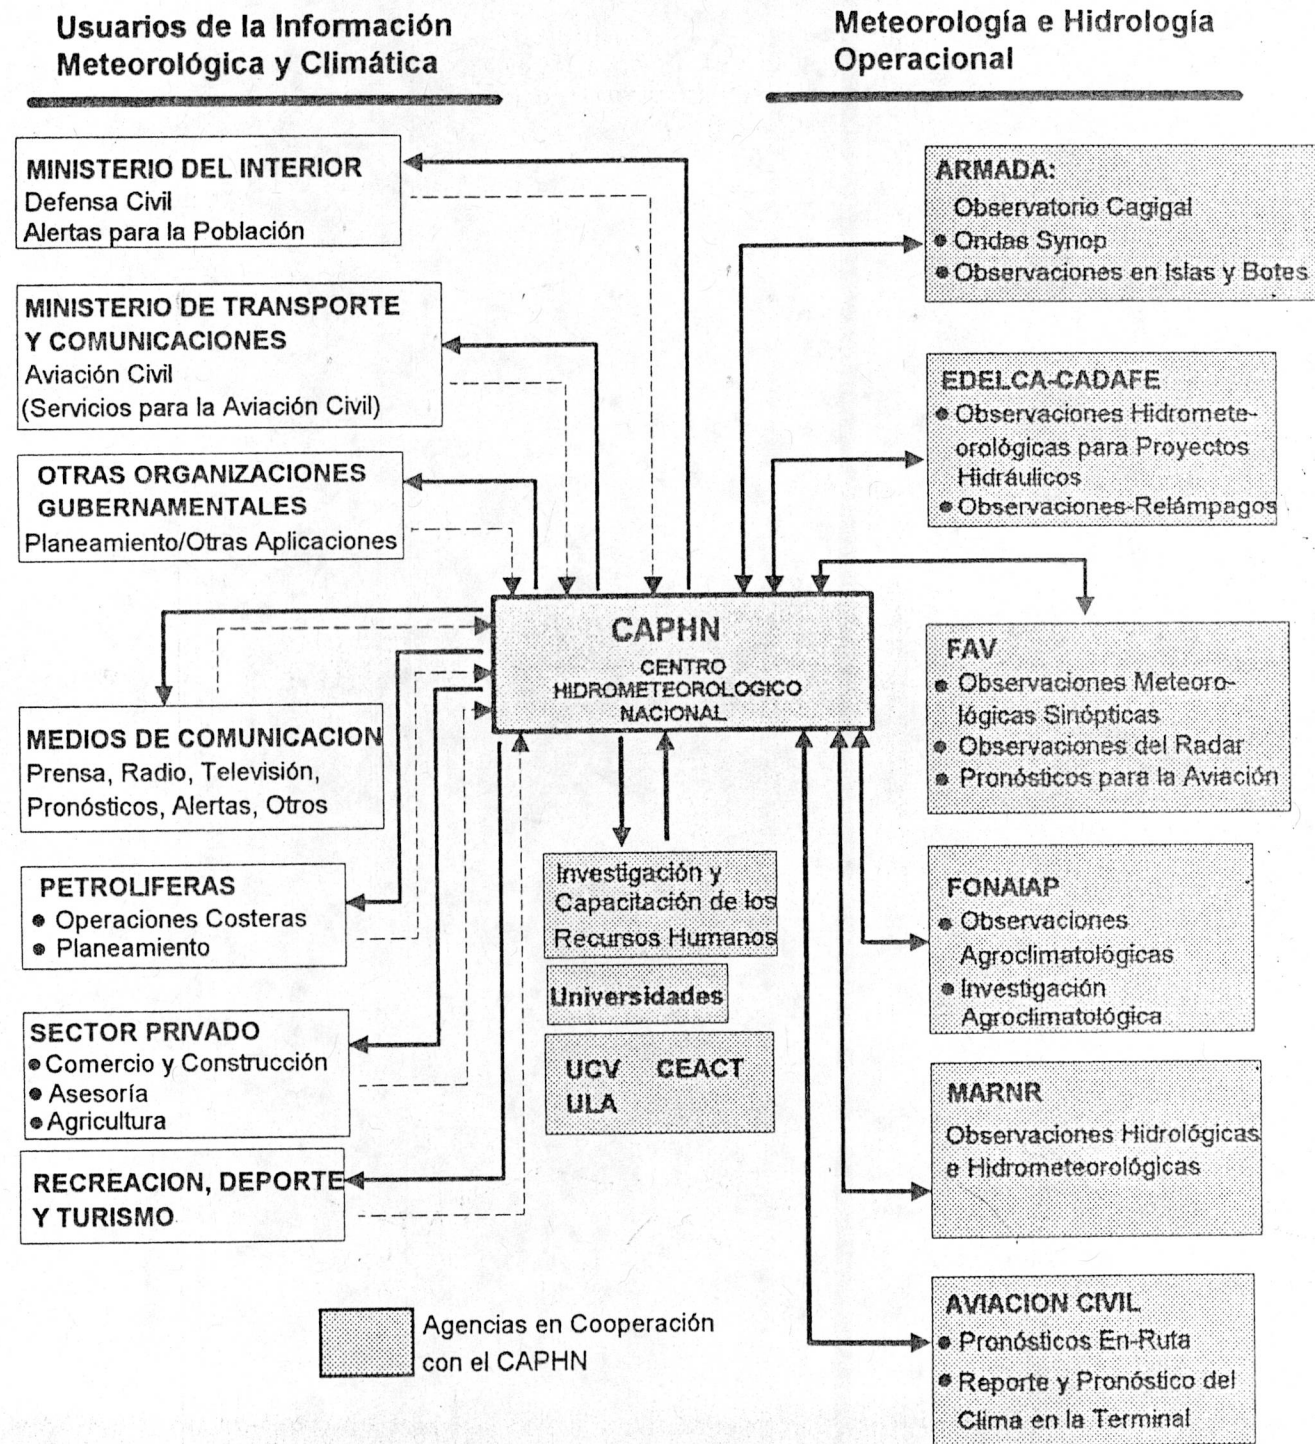 Usuarios de la Información
Meteorológica y Climática
MINISTERIO DEL INTERIOR
Defensa Civil
Alertas para la Población
MINISTERIO DE TRANSPORTE
Y COMUNICACIONES
Aviación Civil
(Servicios para la Aviación Civil)
OTRAS ORGANIZACIONES
GUBERNAMENTALES
Planeamiento/Otras Aplicaciones
MEDIOS DE COMUNICACION
Prensa, Radio, Televisión,
Pronósticos, Alertas, Otros
PETROLIFERAS
• Operaciones Costeras
• Planeamiento
SECTOR PRIVADO
• Comercio y Construcción
• Asesoría
• Agricultura
RECREACION, DEPORTE
Y TURISMO
CAPHN
CENTRO
HIDROMETEOROLOGICO
NACIONAL
Investigación y
Capacitación de los
Recursos Humanos
Universidades
UCV CEACT
ULA
Agencias en Cooperación
con el CAPHN
Meteorología e Hidrología
Operacional
ARMADA:
Observatorio Cagigal
• Ondas Synop
• Observaciones en Islas y Botes
EDELCA-CADAFE
• Observaciones Hidromete-
orológicas para Proyectos
Hidráulicos
• Observaciones-Relámpagos
FAV
• Observaciones Meteoro-
lógicas Sinópticas
• Observaciones del Radar
• Pronósticos para la Aviación
FONAIAP
• Observaciones
Agroclimatológicas
• Investigación
Agroclimatológica
MARNR
Observaciones Hidrológicas
e Hidrometeorológicas
AVIACION CIVIL
• Pronósticos En-Ruta
• Reporte y Pronóstico del
Clima en la Terminal